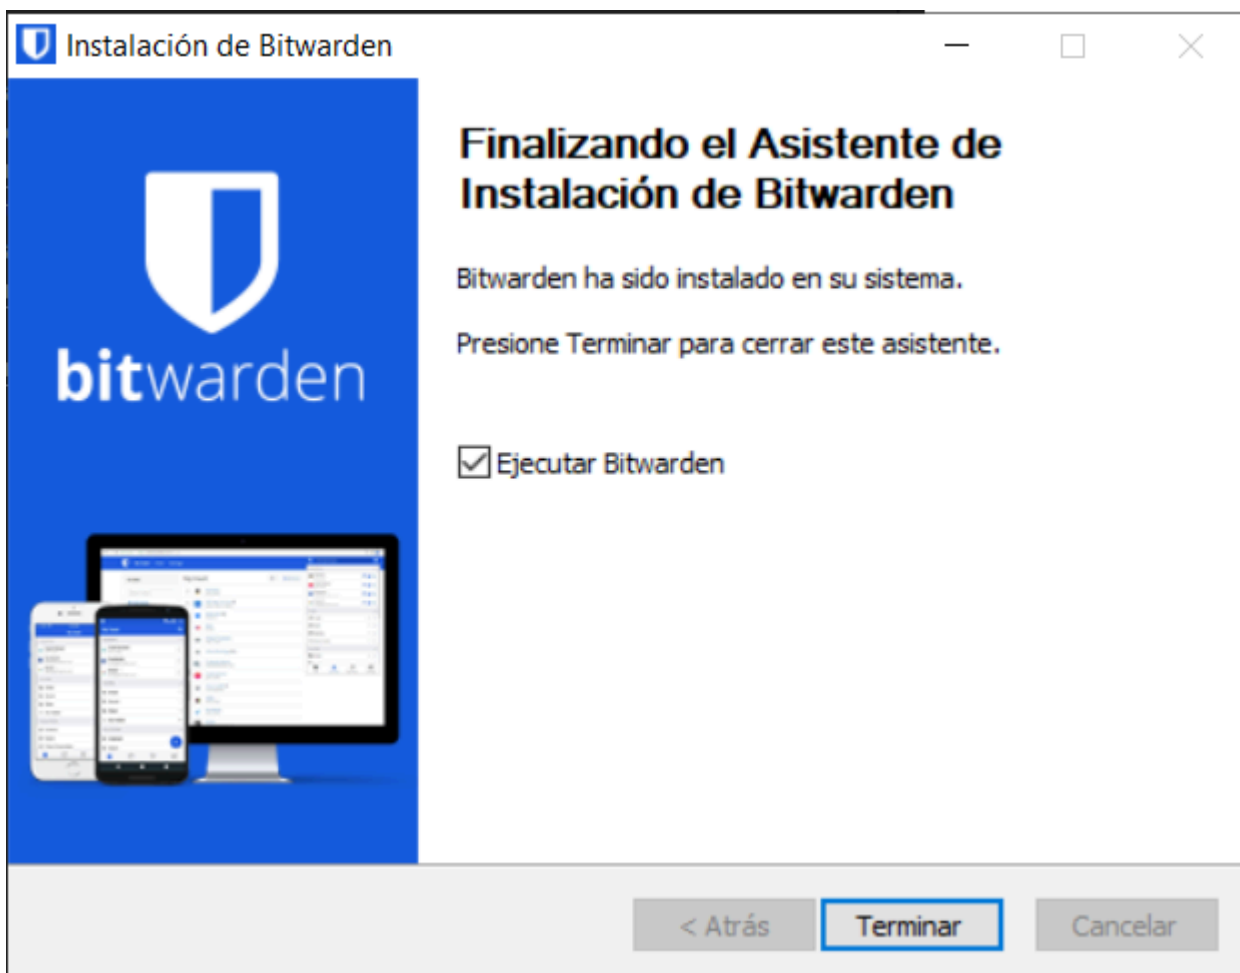 Instalación de Bitwarden
Finalizando el Asistente de
Instalación de Bitwarden
Bitwarden ha sido instalado en su sistema.
Presione Terminar para cerrar este asistente.
Ejecutar Bitwarden
bitwarden
< Atrás
Terminar
Cancelar